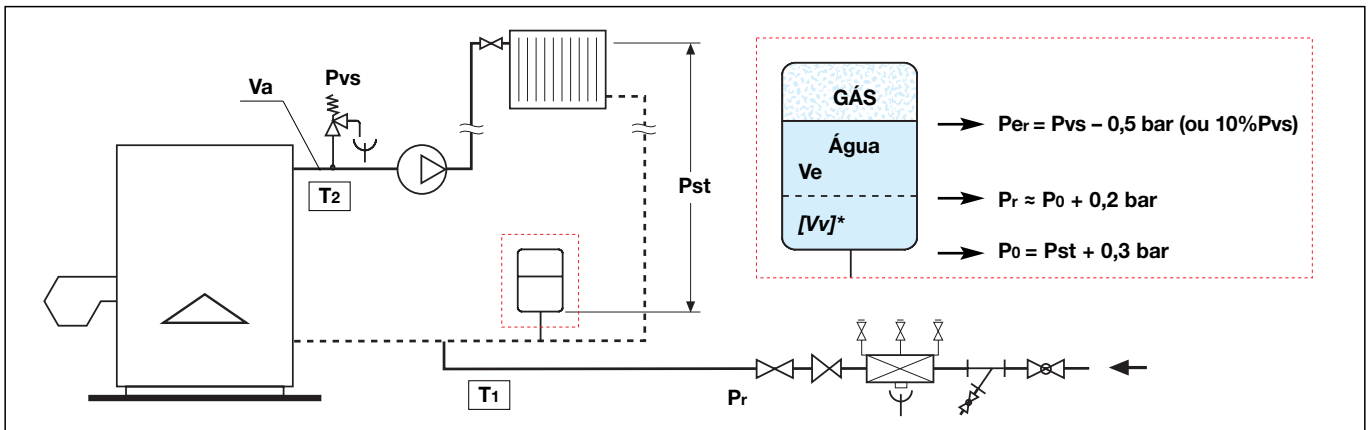 Pvs
Va
T2
Pst
T1
Pr
GÁS
Água
Ve
[Vv]*
Per = Pvs – 0,5 bar (ou 10%Pvs)
Pr ≈ P0 + 0,2 bar
P0 = Pst + 0,3 bar